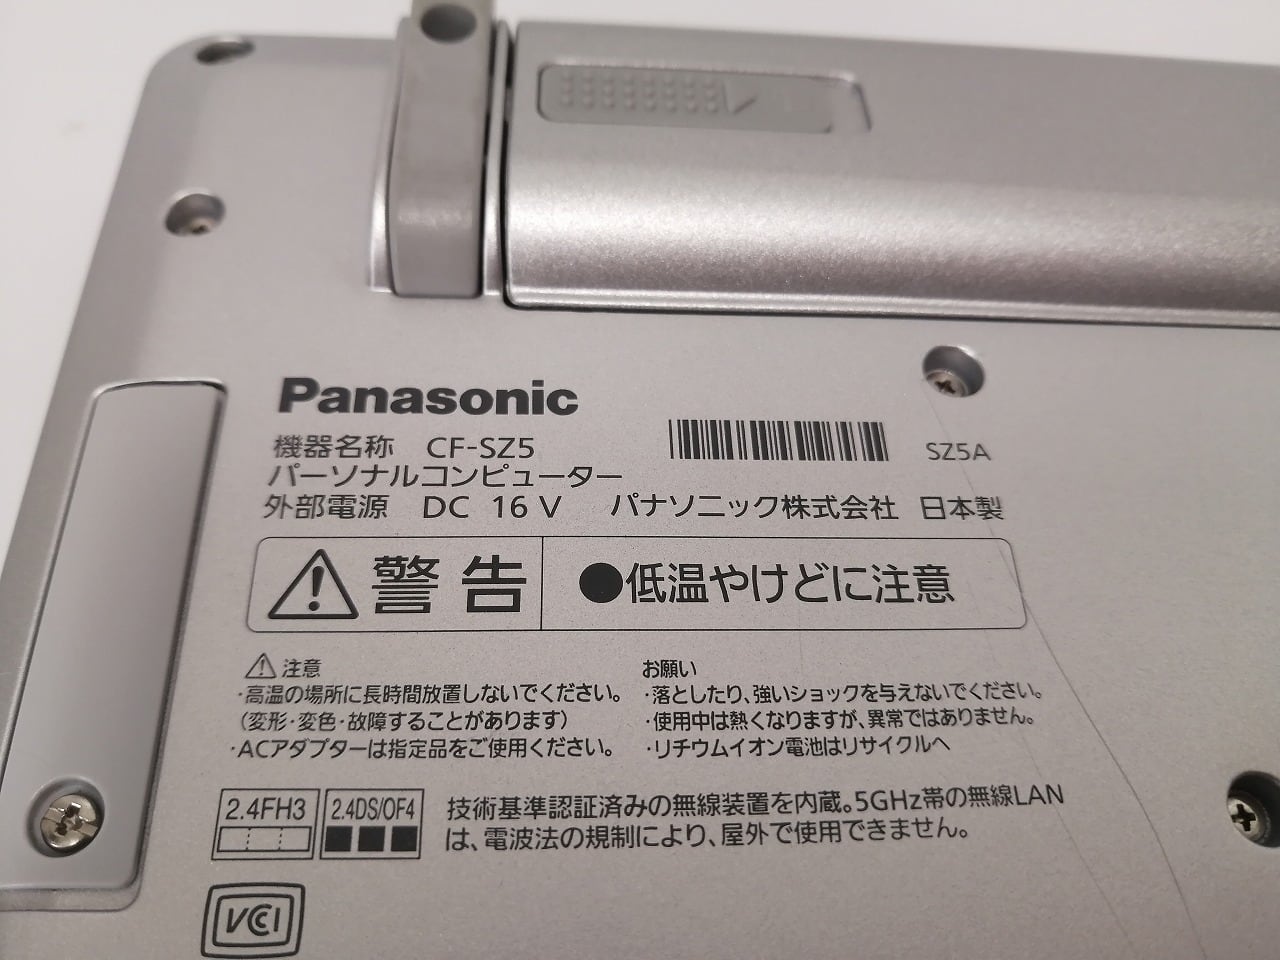 Panasonic
機器名称 CF-SZ5
SZ5A
パーソナルコンピューター
外部電源 DC 16 V パナソニック株式会社 日本製
警告 ●低温やけどに注意
注意
・高温の場所に長時間放置しないでください。
(変形・変色・故障することがあります)
・ACアダプターは指定品をご使用ください。
お願い
・落としたり、強いショックを与えないでください。
・使用中は熱くなりますが、異常ではありません。
・リチウムイオン電池はリサイクルへ
2.4FH3
2.4DS/OF4
技術基準認証済みの無線装置を内蔵。5GHz帯の無線LAN
は、電波法の規制により、屋外で使用できません。
VCCI